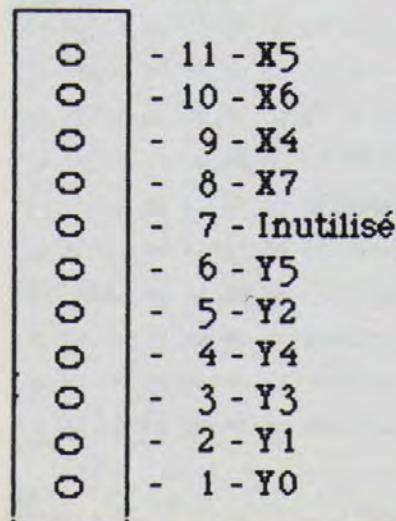 - 11 - X5
- 10 - X6
- 9 - X4
- 8 - X7
- 7 - Inutilisé
- 6 - Y5
- 5 - Y2
- 4 - Y4
- 3 - Y3
- 2 - Y1
- 1 - Y0